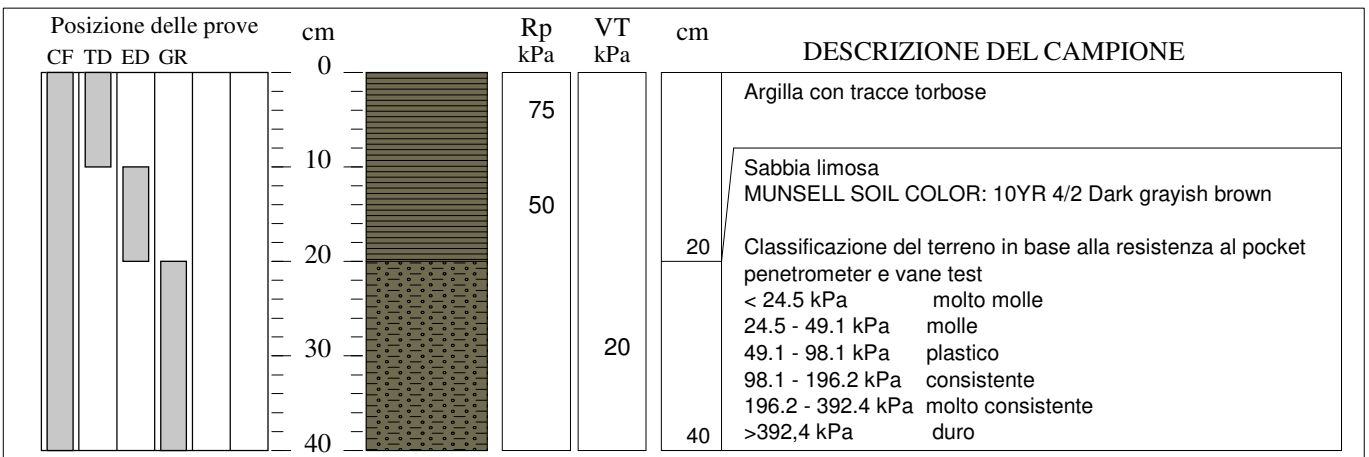 Posizione delle prove
CF TD ED GR
cm
0
10
20
30
40
Rp
kPa
75
50
VT
kPa
20
cm
20
40
DESCRIZIONE DEL CAMPIONE
Argilla con tracce torbose
Sabbia limosa
MUNSELL SOIL COLOR: 10YR 4/2 Dark grayish brown
Classificazione del terreno in base alla resistenza al pocket
penetrometer e vane test
< 24.5 kPa molto molle
24.5 - 49.1 kPa molle
49.1 - 98.1 kPa plastico
98.1 - 196.2 kPa consistente
196.2 - 392.4 kPa molto consistente
>392,4 kPa duro